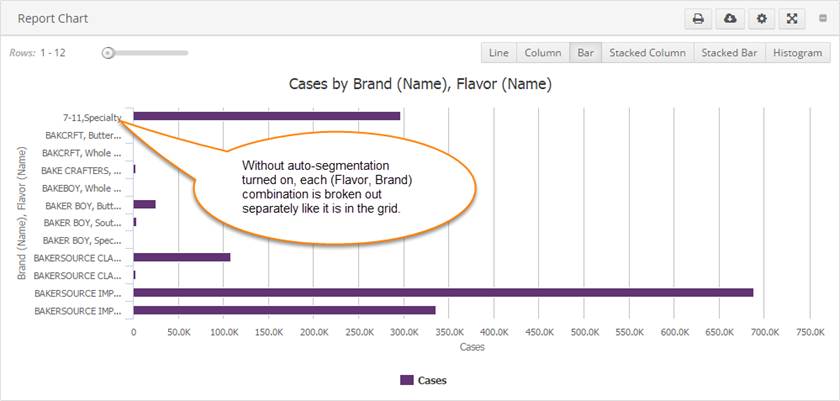 Report Chart
Rows: 1 - 12
Line Column Bar Stacked Column Stacked Bar Histogram
Cases by Brand (Name), Flavor (Name)
Brand (Name), Flavor (Name)
7-11,Specialty
BAKCRFT, Butter...
BAKCRFT, Whole ...
BAKE CRAFTERS, ...
BAKEBOY, Whole ...
BAKER BOY, Butt...
BAKER BOY, Sout...
BAKER BOY, Spec...
BAKERSOURCE CLA...
BAKERSOURCE CLA...
BAKERSOURCE IMP...
BAKERSOURCE IMP...
Without auto-segmentation
turned on, each (Flavor, Brand)
combination is broken out
separately like it is in the grid.
0 50.0K 100.0K 150.0K 200.0K 250.0K 300.0K 350.0K 400.0K 450.0K 500.0K 550.0K 600.0K 650.0K 700.0K 750.0K
Cases
Cases